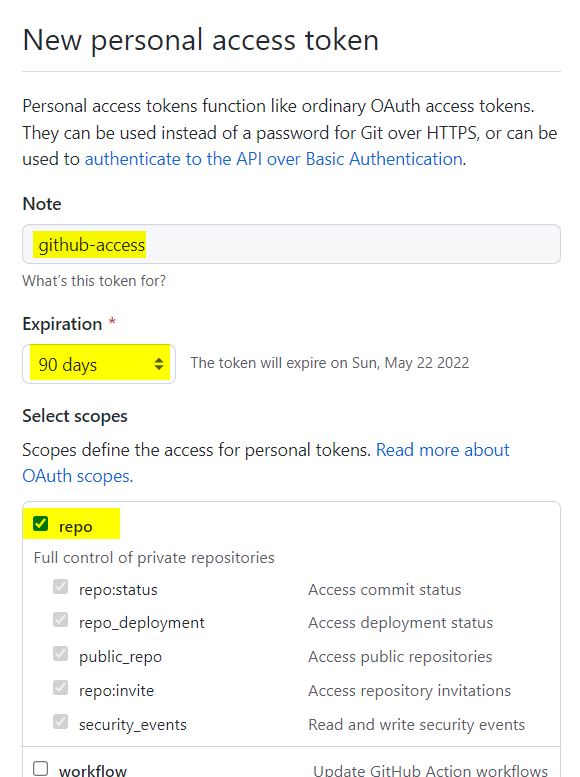 New personal access token
Personal access tokens function like ordinary OAuth access tokens.
They can be used instead of a password for Git over HTTPS, or can be
used to authenticate to the API over Basic Authentication.
Note
github-access
What's this token for?
Expiration *
90 days
The token will expire on Sun, May 22 2022
Select scopes
Scopes define the access for personal tokens. Read more about
OAuth scopes.
repo
Full control of private repositories
repo:status Access commit status
repo_deployment Access deployment status
public_repo Access public repositories
repo:invite Access repository invitations
security_events Read and write security events
workflow Update GitHub Action workflows